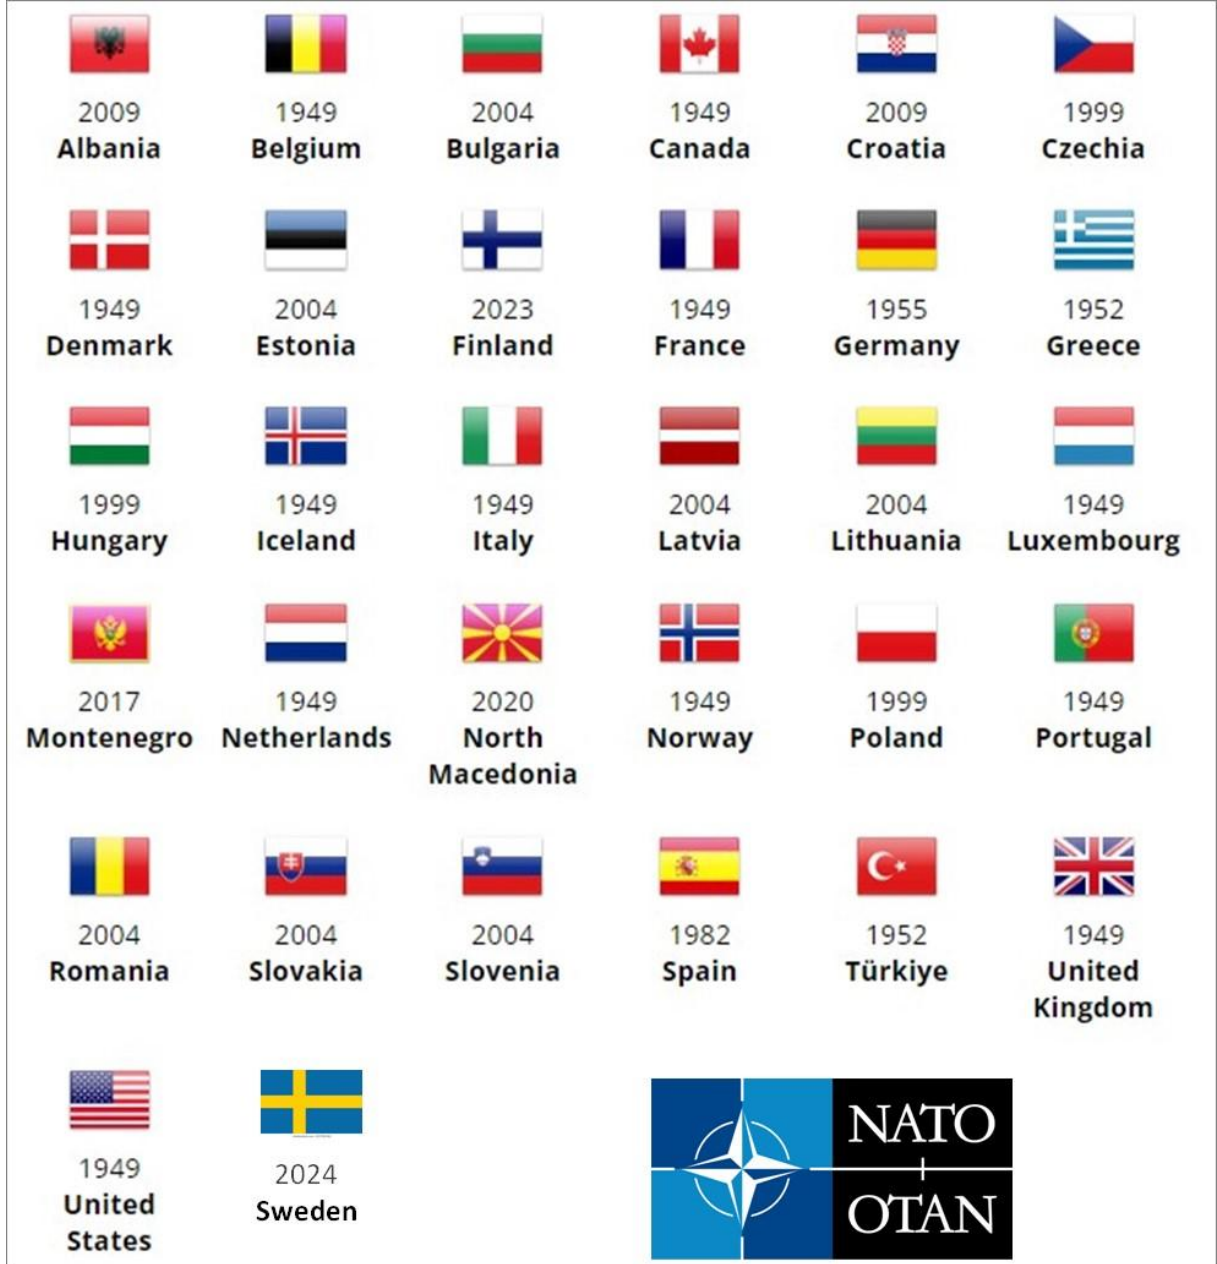 2009 1949 2004 1949 2009 1999
Albania Belgium Bulgaria Canada Croatia Czechia
1949 2004 2023 1949 1955 1952
Denmark Estonia Finland France Germany Greece
1999 1949 1949 2004 2004 1949
Hungary Iceland Italy Latvia Lithuania Luxembourg
2017 1949 2020 1949 1999 1949
Montenegro Netherlands North Norway Poland Portugal
Macedonia
2004 2004 2004 1982 1952 1949
Romania Slovakia Slovenia Spain Türkiye United
Kingdom
1949 2024
United Sweden
States
NATO
OTAN